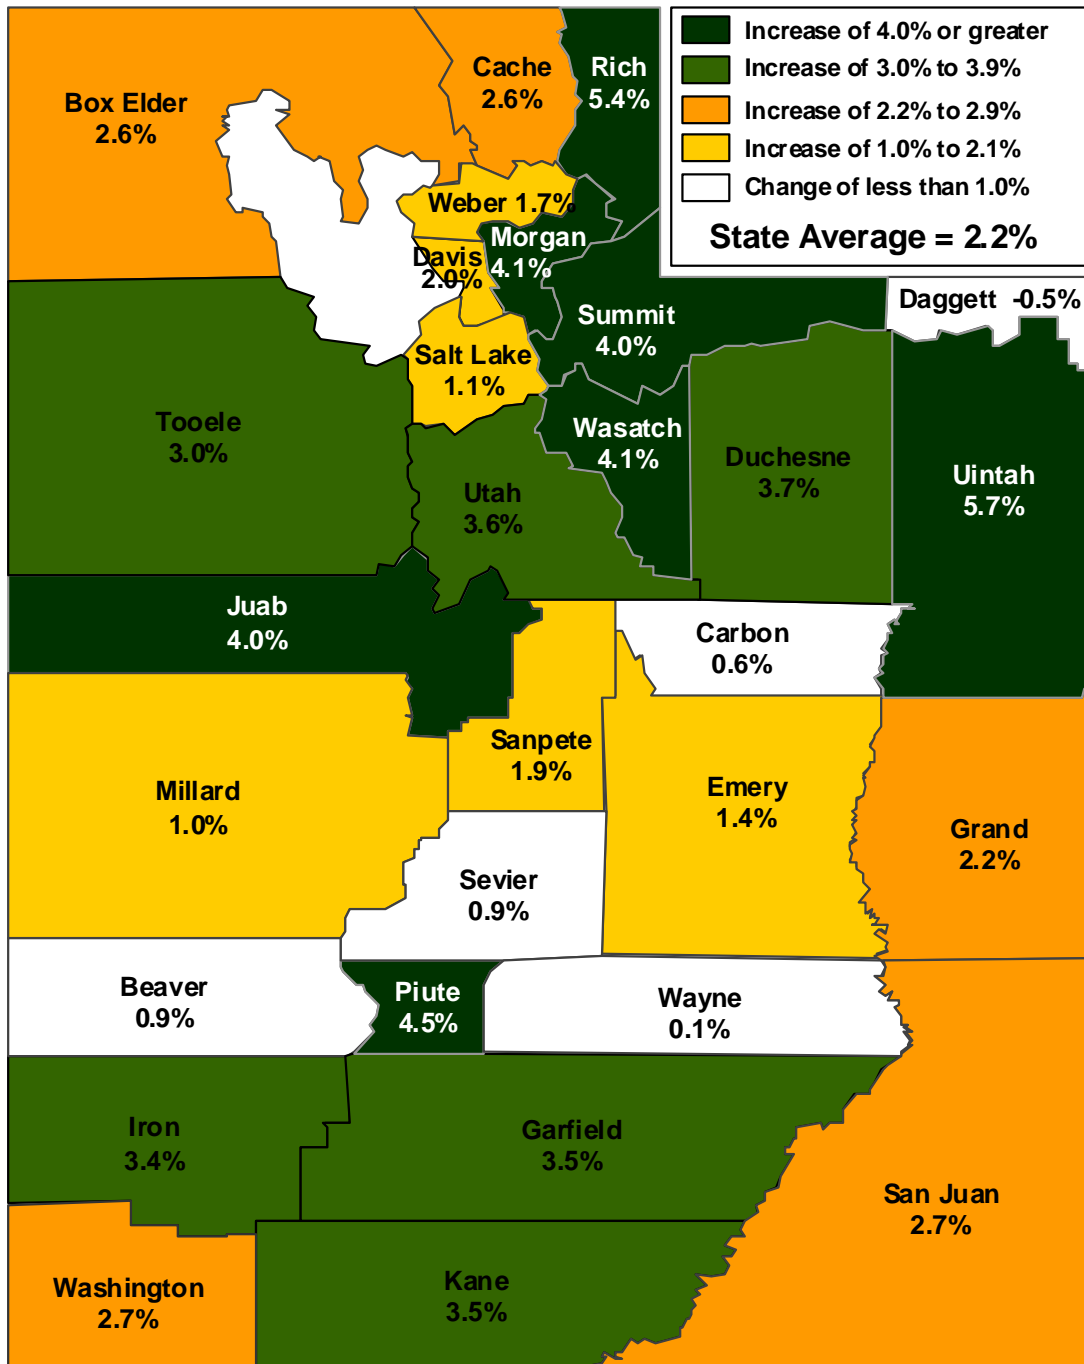 Increase of 4.0% or greater
Increase of 3.0% to 3.9%
Increase of 2.2% to 2.9%
Increase of 1.0% to 2.1%
Change of less than 1.0%
State Average = 2.2%
Box Elder
2.6%
Cache
2.6%
Rich
5.4%
Weber 1.7%
Morgan
4.1%
Davis
2.0%
Daggett -0.5%
Summit
4.0%
Salt Lake
1.1%
Tooele
3.0%
Wasatch
4.1%
Duchesne
3.7%
Uintah
5.7%
Utah
3.6%
Juab
4.0%
Carbon
0.6%
Sanpete
1.9%
Millard
1.0%
Emery
1.4%
Grand
2.2%
Sevier
0.9%
Beaver
0.9%
Piute
4.5%
Wayne
0.1%
Iron
3.4%
Garfield
3.5%
San Juan
2.7%
Washington
2.7%
Kane
3.5%